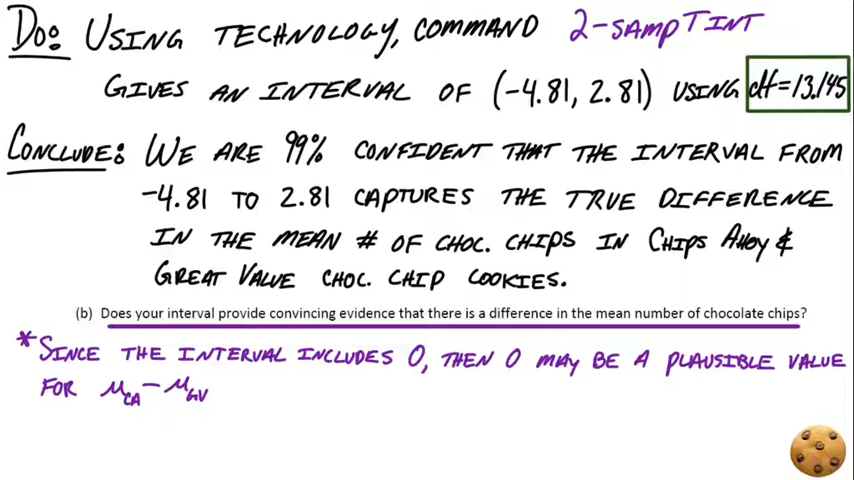 DO: USING TECHNOLOGY, COMMAND 2-SAMPTINT
GIVES AN INTERVAL OF (-4.81, 2.81) USING df=13.145
CONCLUDE: WE ARE 99% CONFIDENT THAT THE INTERVAL FROM
-4.81 TO 2.81 CAPTURES THE TRUE DIFFERENCE
IN THE MEAN # OF CHOC. CHIPS IN CHIPS AHOY &
GREAT VALUE CHOC. CHIP COOKIES.
(b) Does your interval provide convincing evidence that there is a difference in the mean number of chocolate chips?
*SINCE THE INTERVAL INCLUDES 0, THEN 0 MAY BE A PLAUSIBLE VALUE
FOR μCA - μGV